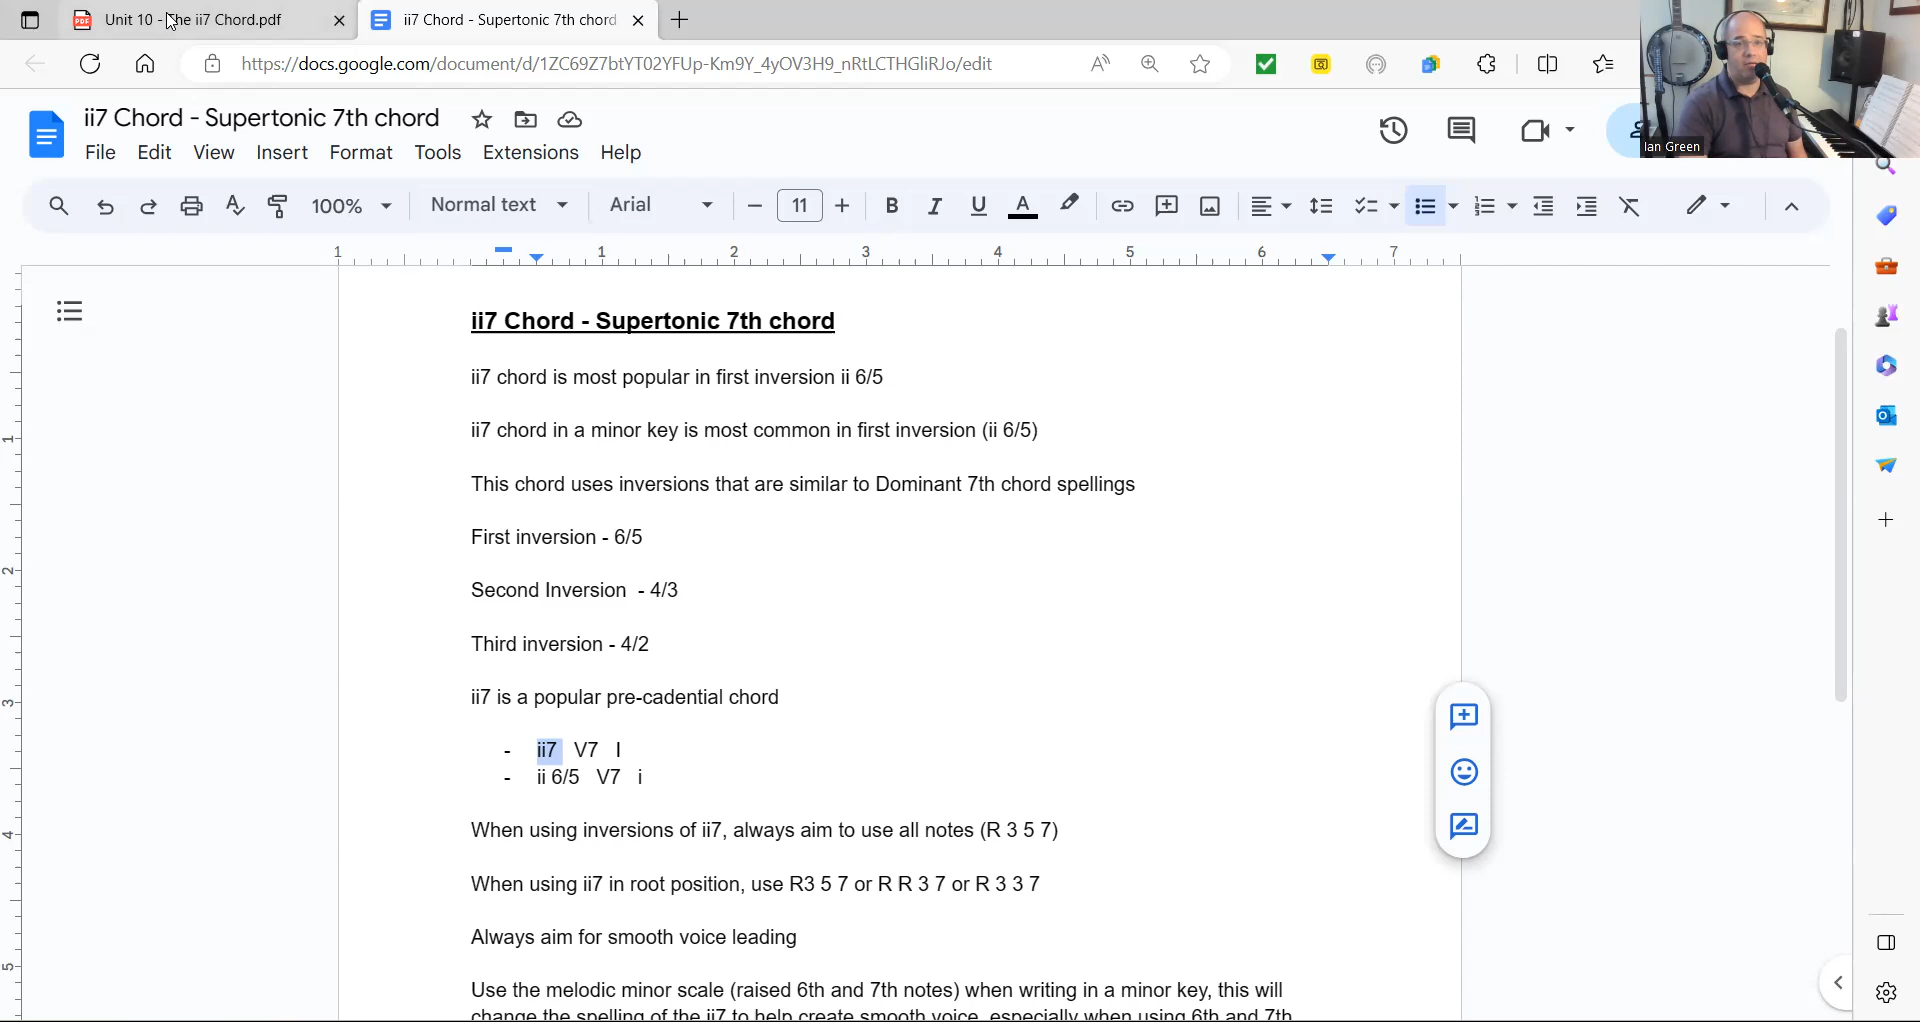 Unit 10 - The ii7 Chord.pdf
ii7 Chord - Supertonic 7th chord
https://docs.google.com/document/d/1ZC69Z7btYT02YFUp-Km9Y_4yOV3H9_nRtLCTHGliRJo/edit
Ian Green
ii7 Chord - Supertonic 7th chord
File Edit View Insert Format Tools Extensions Help
100% Normal text Arial 11 B I U A
1 1 2 3 4 5 6 7
ii7 Chord - Supertonic 7th chord
ii7 chord is most popular in first inversion ii 6/5
ii7 chord in a minor key is most common in first inversion (ii 6/5)
This chord uses inversions that are similar to Dominant 7th chord spellings
First inversion - 6/5
Second Inversion - 4/3
Third inversion - 4/2
ii7 is a popular pre-cadential chord
- ii7 V7 I
- ii 6/5 V7 i
When using inversions of ii7, always aim to use all notes (R 3 5 7)
When using ii7 in root position, use R3 5 7 or R R 3 7 or R 3 3 7
Always aim for smooth voice leading
Use the melodic minor scale (raised 6th and 7th notes) when writing in a minor key, this will
change the spelling of the ii7 to help create smooth voice, especially when using 6th and 7th
1
2
3
4
5